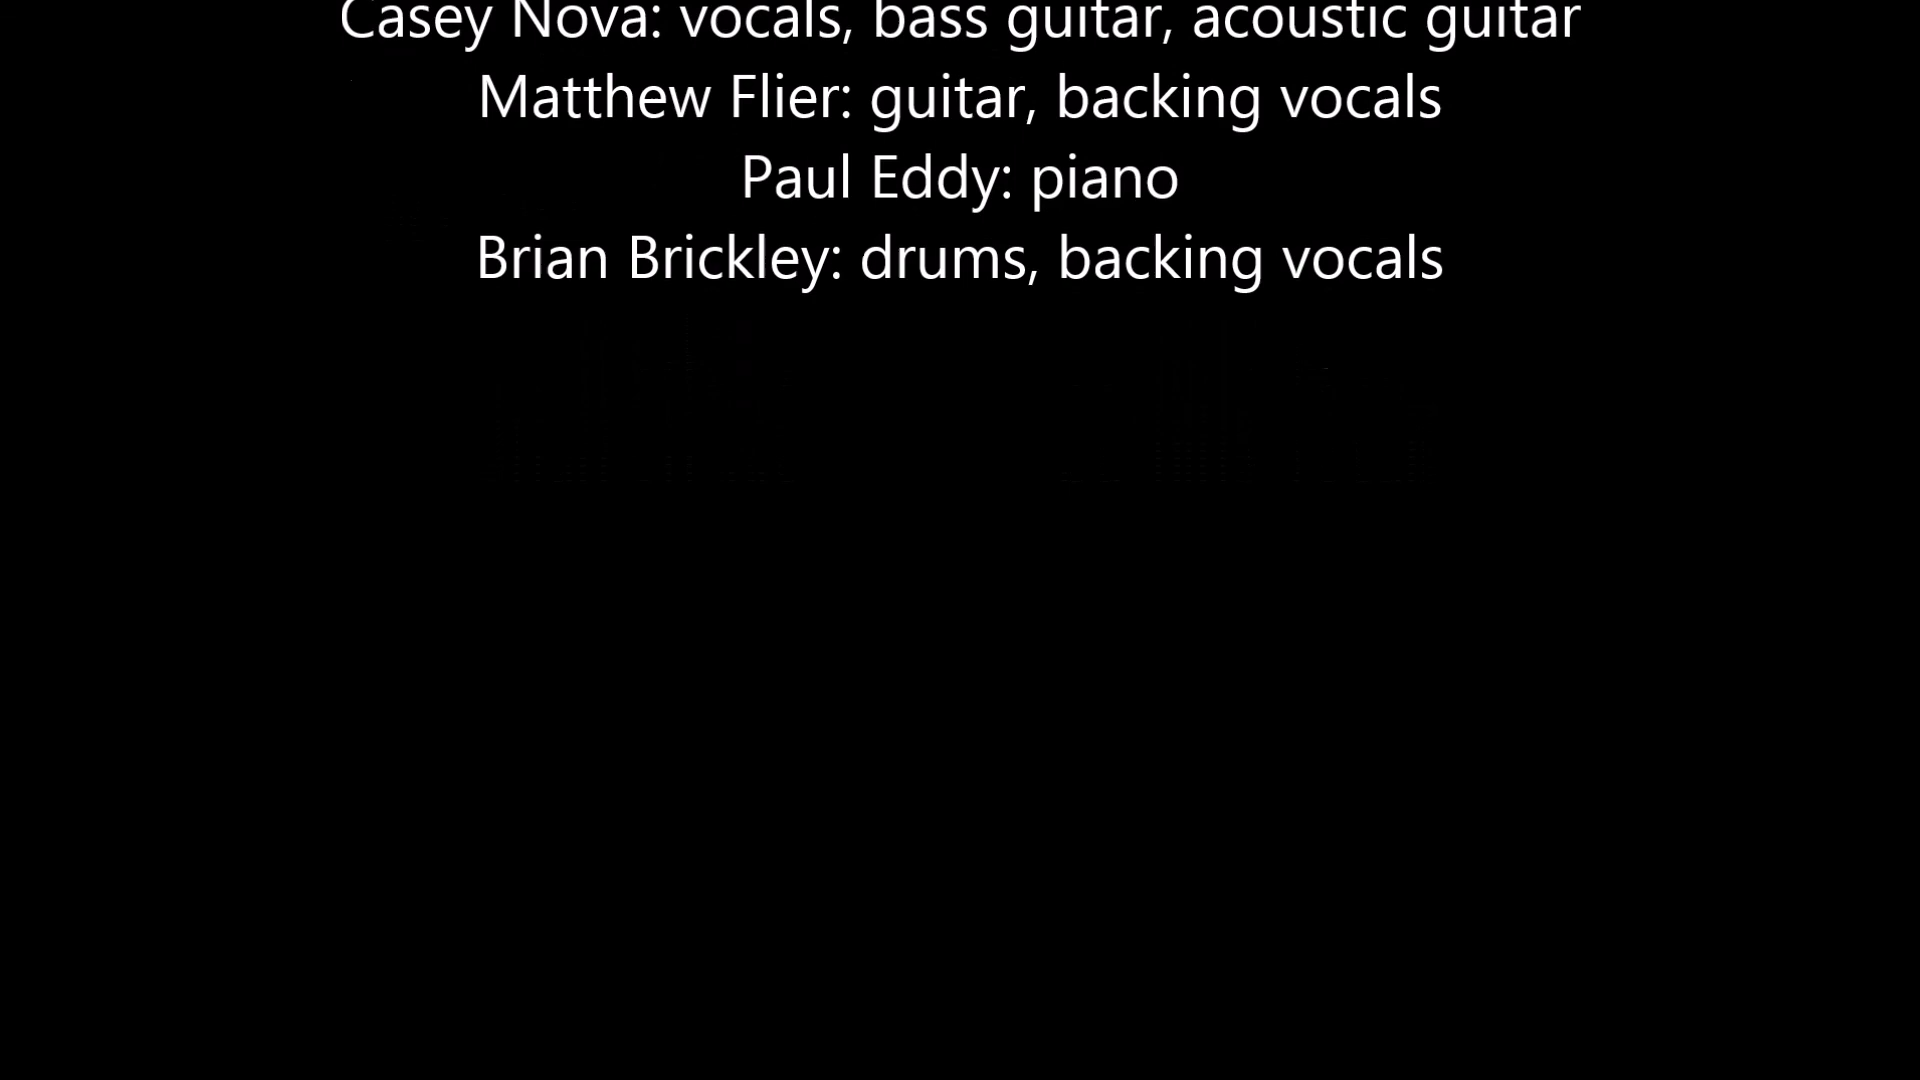 Casey Nova: vocals, bass guitar, acoustic guitar
Matthew Flier: guitar, backing vocals
Paul Eddy: piano
Brian Brickley: drums, backing vocals